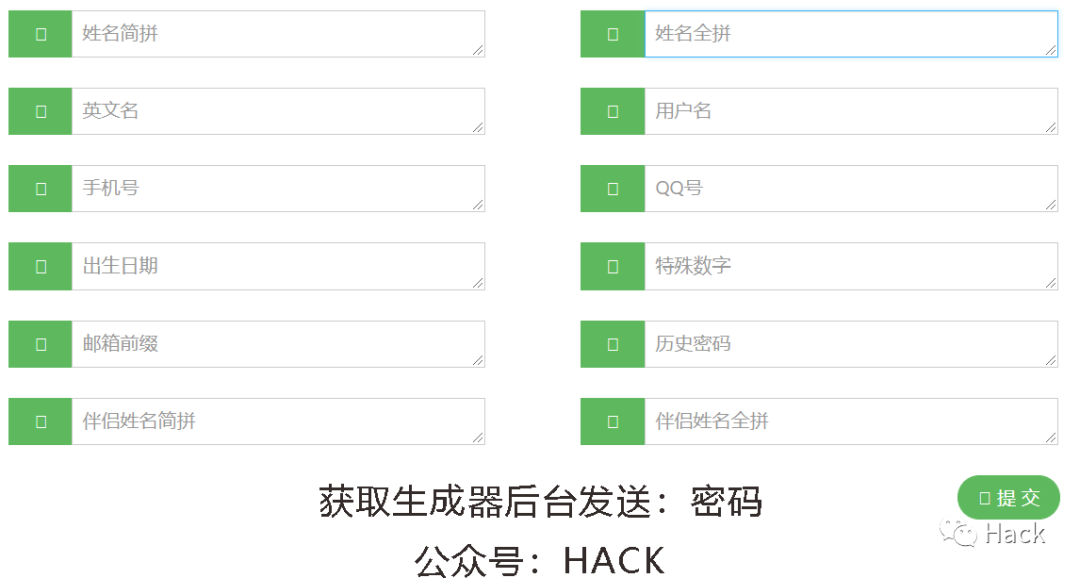 姓名简拼 姓名全拼
英文名 用户名
手机号 QQ号
出生日期 特殊数字
邮箱前缀 历史密码
伴侣姓名简拼 伴侣姓名全拼
提交
获取生成器后台发送：密码
Hack
公众号：HACK